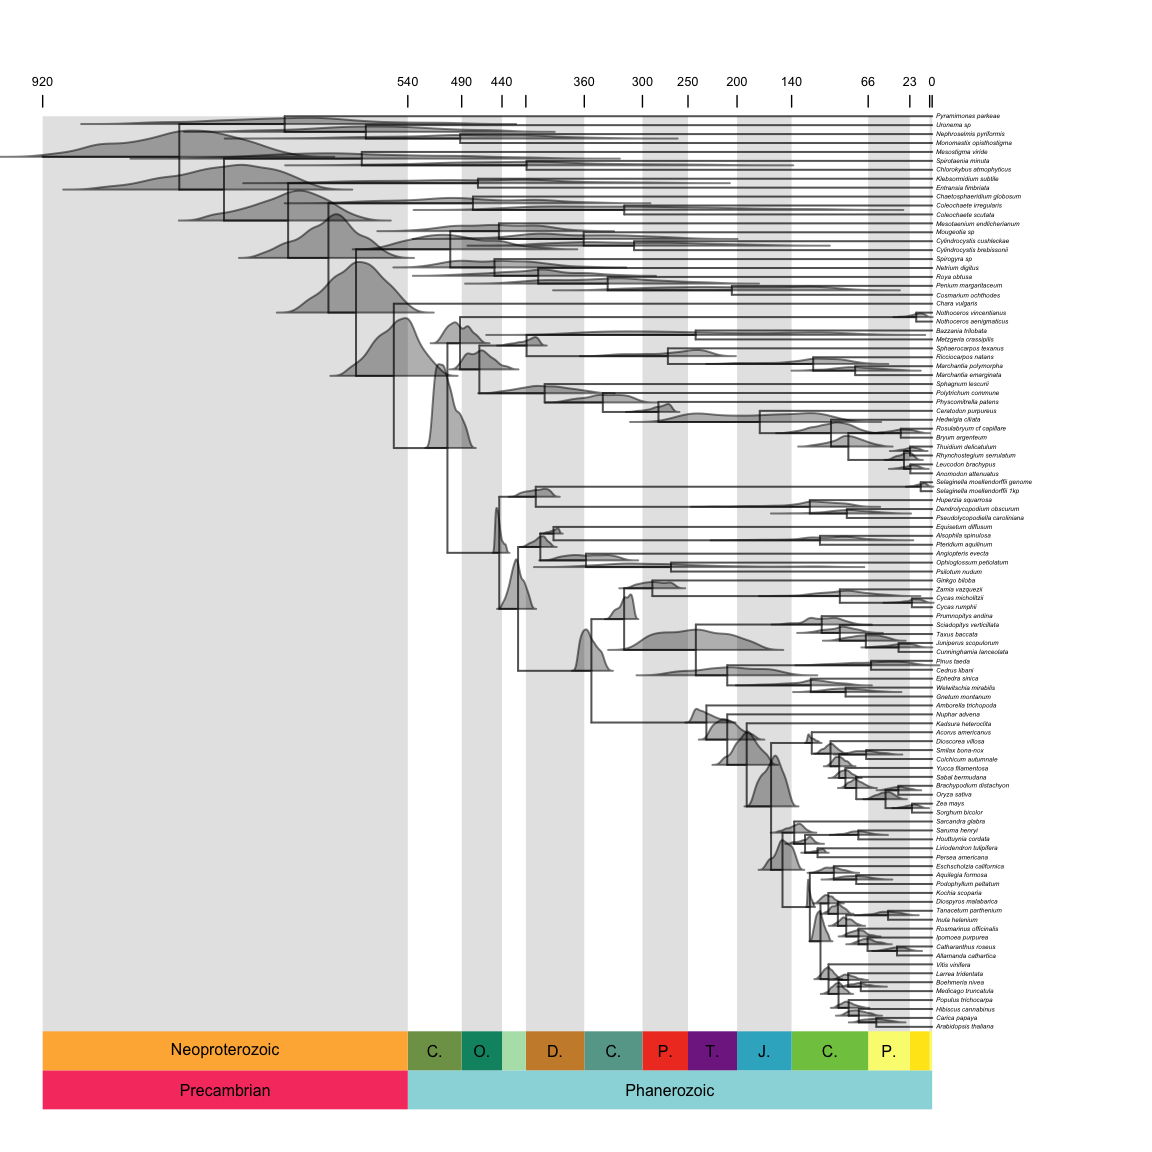 920 540 490 440 360 300 250 200 140 66 23 0
Pyramimonas parkeae
Uronema sp
Nephroselmis pyriformis
Monomastix opisthostigma
Mesostigma viride
Spirotaenia minuta
Chlorokybus atmophyticus
Klebsormidium subtile
Entransia fimbriata
Chaetosphaeridium globosum
Coleochaete irregularis
Coleochaete scutata
Mesotaenium endlicherianum
Mougeotia sp
Cylindrocystis cushleckae
Cylindrocystis brebissonii
Spirogyra sp
Netrium digitus
Roya obtusa
Penium margaritaceum
Cosmarium ochthodes
Chara vulgaris
Nothoceros vincentianus
Nothoceros aenigmaticus
Bazzania trilobata
Metzgeria crassipilis
Sphaerocarpos texanus
Ricciocarpos natans
Marchantia polymorpha
Marchantia emarginata
Sphagnum lescurii
Polytrichum commune
Physcomitrella patens
Ceratodon purpureus
Hedwigia ciliata
Rosulabryum cf capillare
Bryum argenteum
Thuidium delicatulum
Rhynchostegium serrulatum
Leucodon brachypus
Anomodon attenuatus
Selaginella moellendorffii genome
Selaginella moellendorffii 1kp
Huperzia squarrosa
Dendrolycopodium obscurum
Pseudolycopodiella caroliniana
Equisetum diffusum
Alsophila spinulosa
Pteridium aquilinum
Angiopteris evecta
Ophioglossum petiolatum
Psilotum nudum
Ginkgo biloba
Zamia vazquezii
Cycas micholitzii
Cycas rumphii
Prumnopitys andina
Sciadopitys verticillata
Taxus baccata
Juniperus scopulorum
Cunninghamia lanceolata
Pinus taeda
Cedrus libani
Ephedra sinica
Welwitschia mirabilis
Gnetum montanum
Amborella trichopoda
Nuphar advena
Kadsura heteroclita
Acorus americanus
Dioscorea villosa
Smilax bona-nox
Colchicum autumnale
Yucca filamentosa
Sabal bermudana
Brachypodium distachyon
Oryza sativa
Zea mays
Sorghum bicolor
Sarcandra glabra
Saruma henryi
Houttuynia cordata
Liriodendron tulipifera
Persea americana
Eschscholzia californica
Aquilegia formosa
Podophyllum peltatum
Kochia scoparia
Diospyros malabarica
Tanacetum parthenium
Inula helenium
Rosmarinus officinalis
Ipomoea purpurea
Catharanthus roseus
Allamanda cathartica
Vitis vinifera
Larrea tridentata
Boehmeria nivea
Medicago truncatula
Populus trichocarpa
Hibiscus cannabinus
Carica papaya
Arabidopsis thaliana
Neoproterozoic C. O. D. C. P. T. J. C. P.
Precambrian Phanerozoic